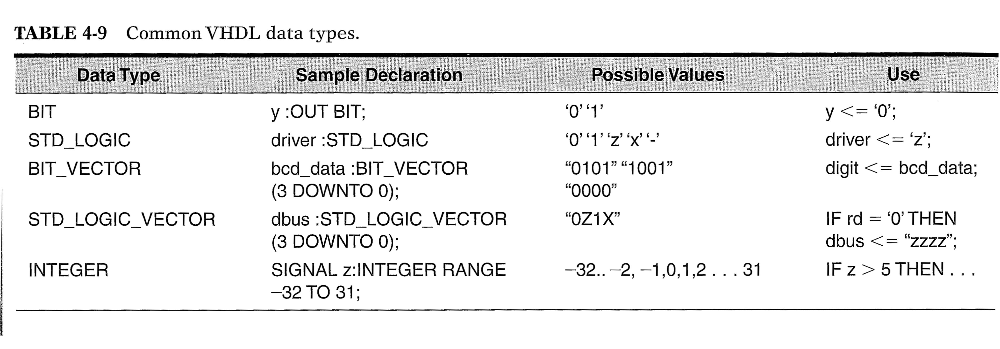 TABLE 4-9 Common VHDL data types.
Data Type Sample Declaration Possible Values Use
BIT y :OUT BIT; ‘0’ ‘1’ y <= ‘0’;
STD_LOGIC driver :STD_LOGIC ‘0’ ‘1’ ‘z’ ‘x’ ‘-’ driver <= ‘z’;
BIT_VECTOR bcd_data :BIT_VECTOR “0101” “1001” digit <= bcd_data;
(3 DOWNTO 0); “0000”
STD_LOGIC_VECTOR dbus :STD_LOGIC_VECTOR “0Z1X” IF rd = ‘0’ THEN
(3 DOWNTO 0); dbus <= “zzzz”;
INTEGER SIGNAL z:INTEGER RANGE –32.. –2, –1,0,1,2 . . . 31 IF z > 5 THEN . . .
–32 TO 31;